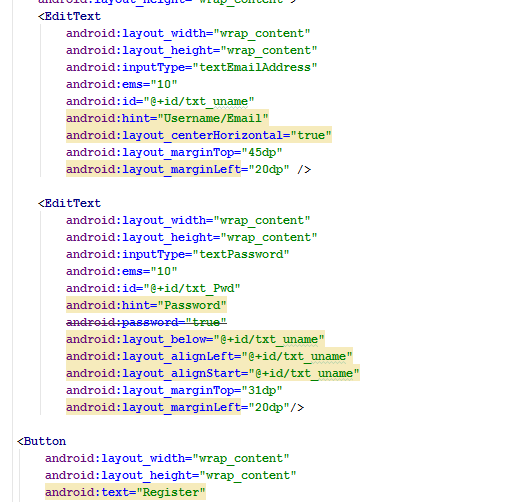 android:layout_height="wrap_content">
<EditText
android:layout_width="wrap_content"
android:layout_height="wrap_content"
android:inputType="textEmailAddress"
android:ems="10"
android:id="@+id/txt_uname"
android:hint="Username/Email"
android:layout_centerHorizontal="true"
android:layout_marginTop="45dp"
android:layout_marginLeft="20dp" />
<EditText
android:layout_width="wrap_content"
android:layout_height="wrap_content"
android:inputType="textPassword"
android:ems="10"
android:id="@+id/txt_Pwd"
android:hint="Password"
android:password="true"
android:layout_below="@+id/txt_uname"
android:layout_alignLeft="@+id/txt_uname"
android:layout_alignStart="@+id/txt_uname"
android:layout_marginTop="31dp"
android:layout_marginLeft="20dp"/>
<Button
android:layout_width="wrap_content"
android:layout_height="wrap_content"
android:text="Register"